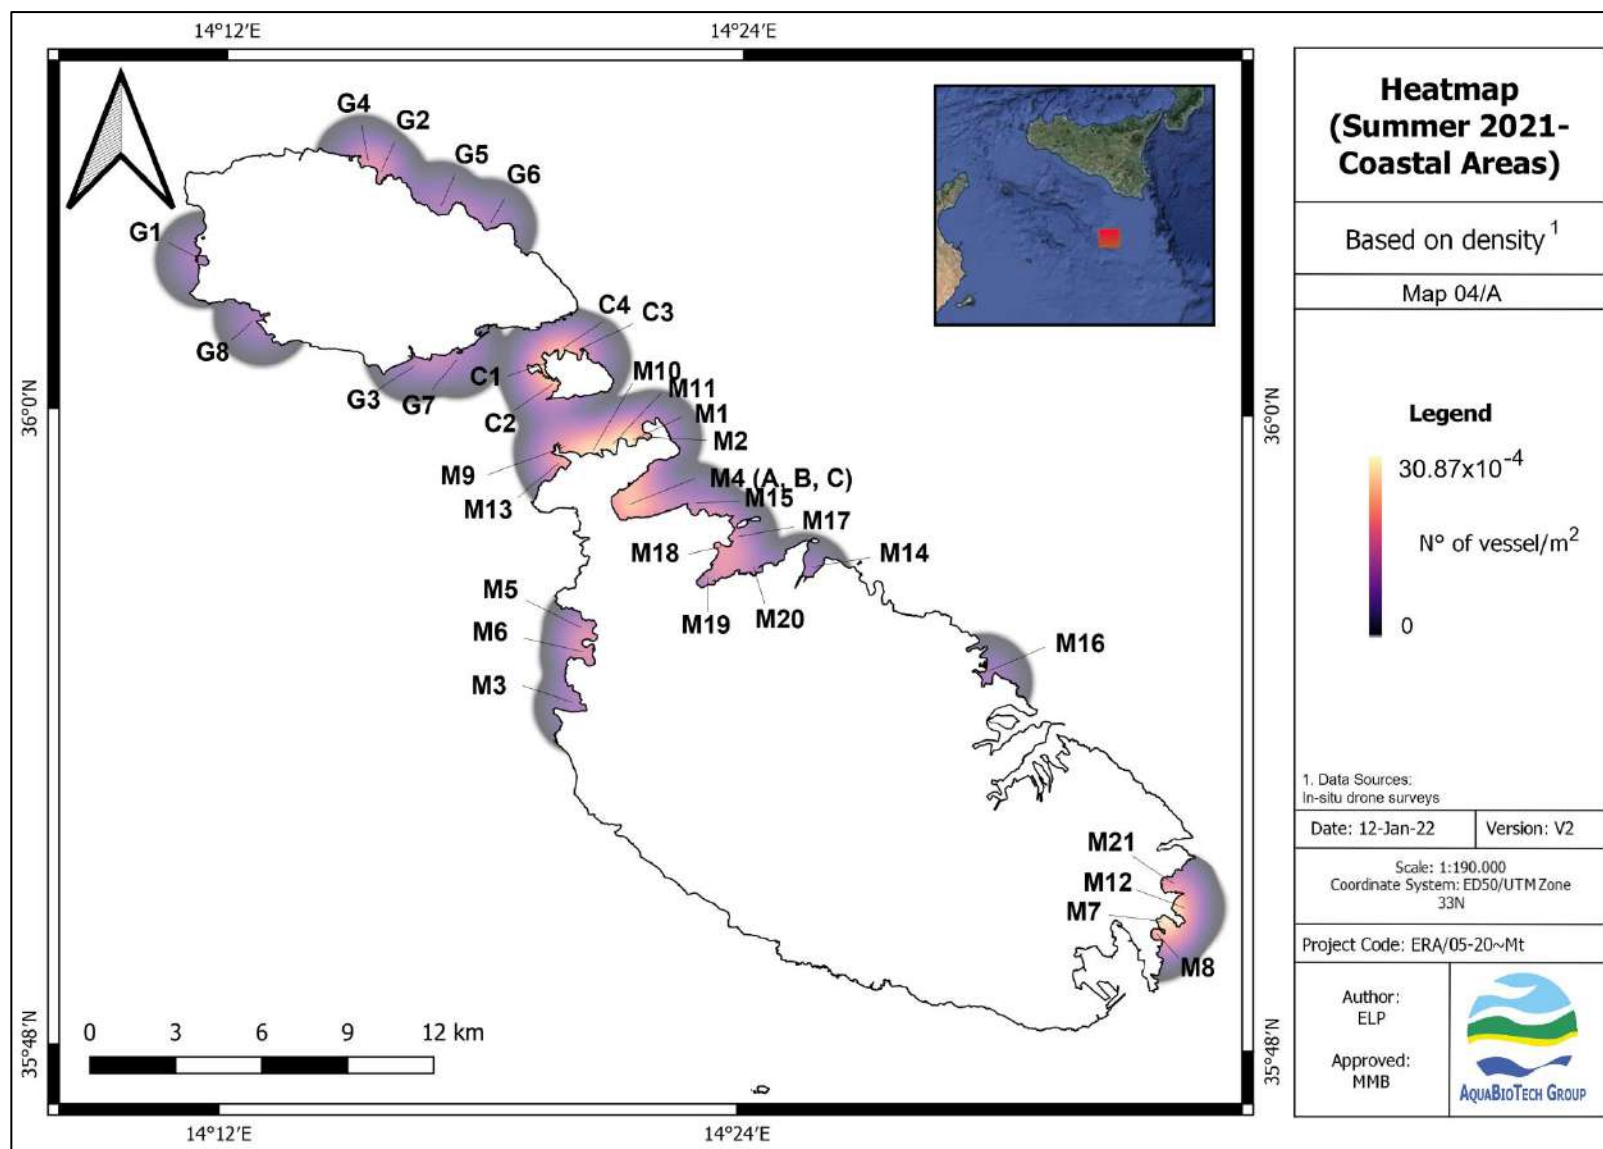 14°12'E
14°24'E
G4
G2
G5
G6
G1
G8
G3
G7
C4
C3
C1
C2
M10
M11
M1
M2
M9
M13
M4 (A, B, C)
M15
M17
M18
M14
M19
M20
M5
M6
M3
M16
M21
M12
M7
M8
36°0'N
36°0'N
35°48'N
35°48'N
0 3 6 9 12 km
14°12'E
14°24'E
Heatmap
(Summer 2021-
Coastal Areas)
Based on density 1
Map 04/A
Legend
30.87x10-4
N° of vessel/m2
0
1. Data Sources:
In-situ drone surveys
Date: 12-Jan-22
Version: V2
Scale: 1:190.000
Coordinate System: ED50/UTM Zone
33N
Project Code: ERA/05-20~Mt
Author:
ELP
Approved:
MMB
AQUABIOTECH GROUP